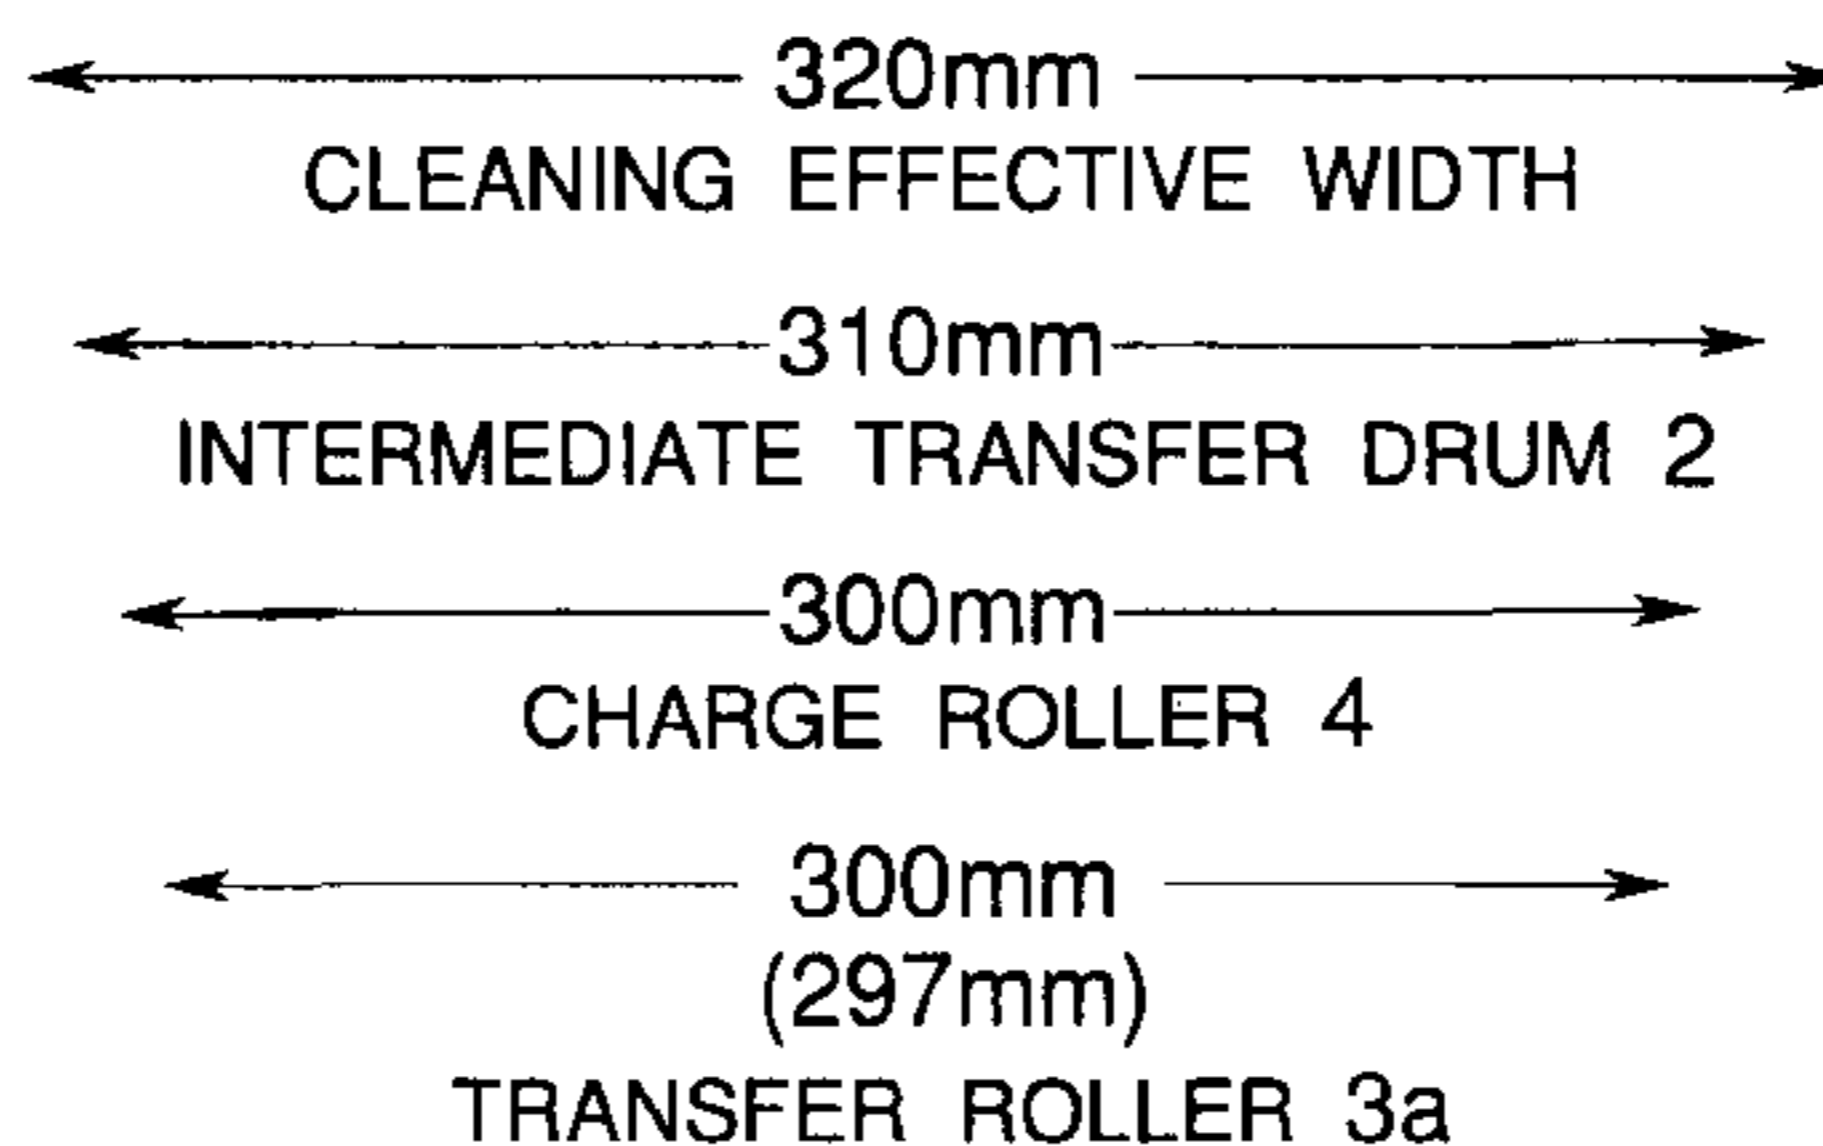 320mm
CLEANING EFFECTIVE WIDTH
310mm
INTERMEDIATE TRANSFER DRUM 2
300mm
CHARGE ROLLER 4
300mm
(297mm)
TRANSFER ROLLER 3a